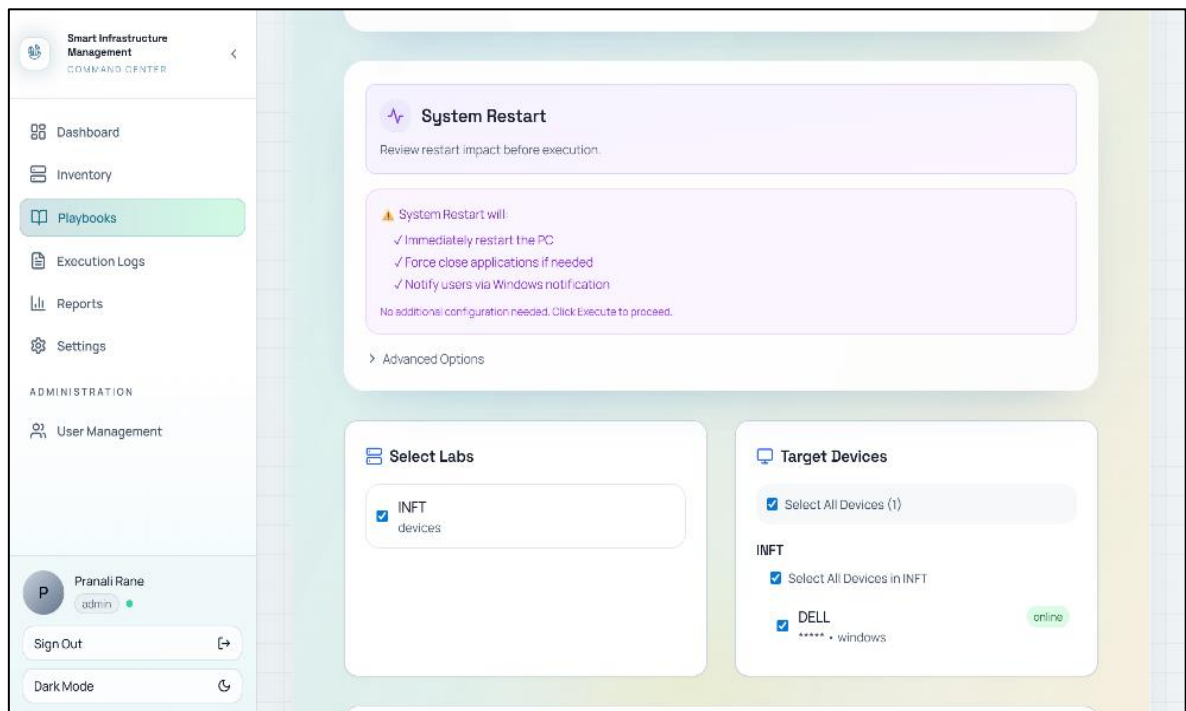 Smart Infrastructure
Management
COMMAND CENTER
Dashboard
Inventory
Playbooks
Execution Logs
Reports
Settings
ADMINISTRATION
User Management
P
Pranali Rane
admin
Sign Out
Dark Mode
System Restart
Review restart impact before execution.
⚠ System Restart will:
✓ Immediately restart the PC
✓ Force close applications if needed
✓ Notify users via Windows notification
No additional configuration needed. Click Execute to proceed.
> Advanced Options
Select Labs
INFT
devices
Target Devices
Select All Devices (1)
INFT
Select All Devices in INFT
DELL
online
***** • windows